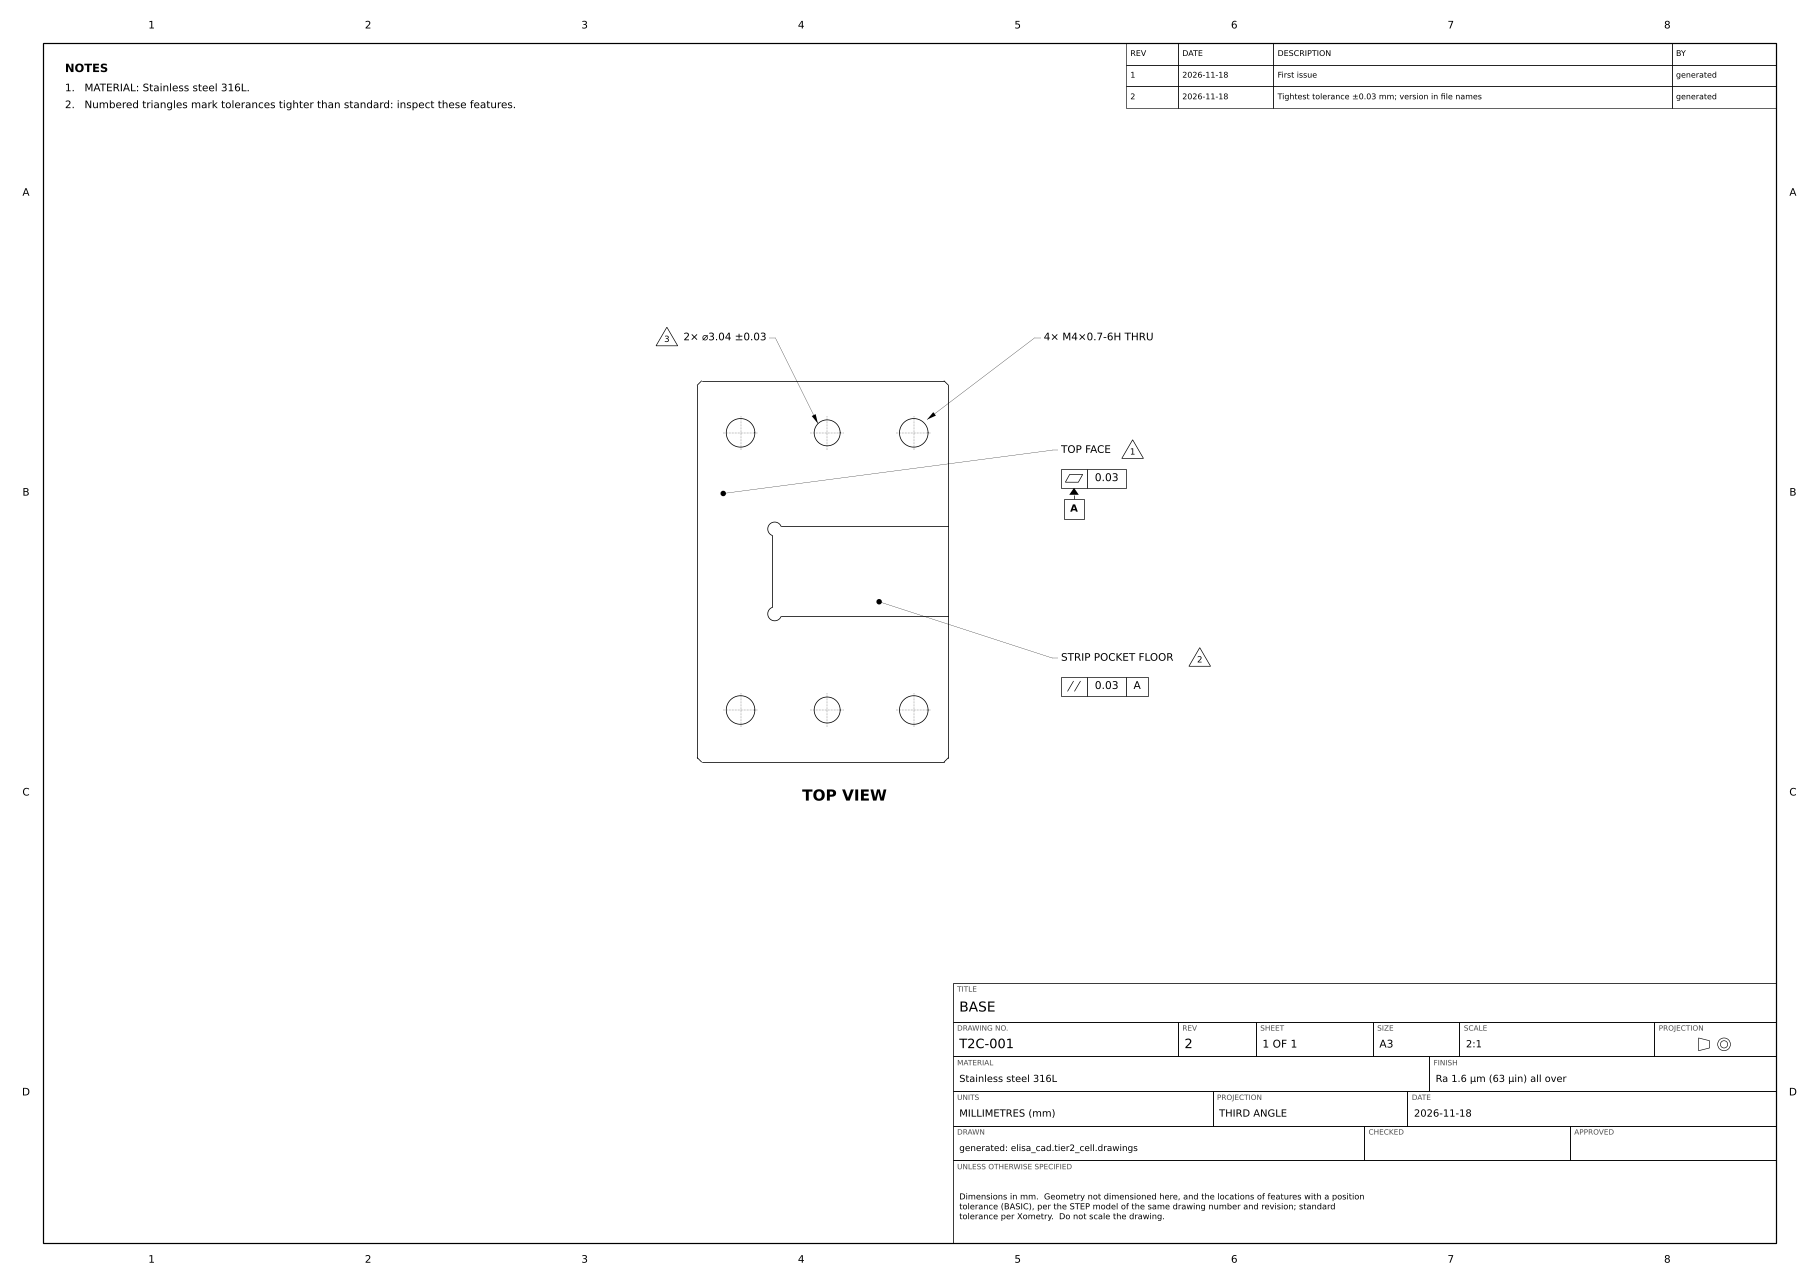 1 2 3 4 5 6 7 8
NOTES
1. MATERIAL: Stainless steel 316L.
2. Numbered triangles mark tolerances tighter than standard: inspect these features.
REV DATE DESCRIPTION BY
1 2026-11-18 First issue generated
2 2026-11-18 Tightest tolerance ±0.03 mm; version in file names generated
A A
3 2× ⌀3.04 ±0.03
4× M4×0.7-6H THRU
TOP FACE 1
0.03
A
B B
STRIP POCKET FLOOR 2
// 0.03 A
TOP VIEW
C C
TITLE
BASE
DRAWING NO. REV SHEET SIZE SCALE PROJECTION
T2C-001 2 1 OF 1 A3 2:1
MATERIAL FINISH
Stainless steel 316L Ra 1.6 µm (63 µin) all over
UNITS PROJECTION DATE
MILLIMETRES (mm) THIRD ANGLE 2026-11-18
D D
DRAWN CHECKED APPROVED
generated: elisa_cad.tier2_cell.drawings
UNLESS OTHERWISE SPECIFIED
Dimensions in mm. Geometry not dimensioned here, and the locations of features with a position
tolerance (BASIC), per the STEP model of the same drawing number and revision; standard
tolerance per Xometry. Do not scale the drawing.
1 2 3 4 5 6 7 8